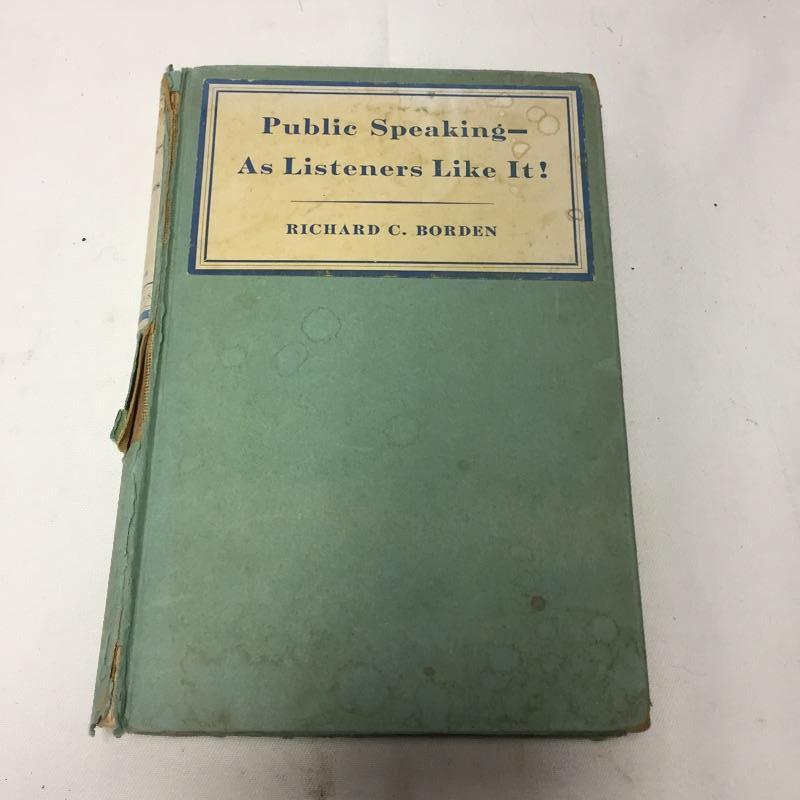 Public Speaking—
As Listeners Like It!
RICHARD C. BORDEN